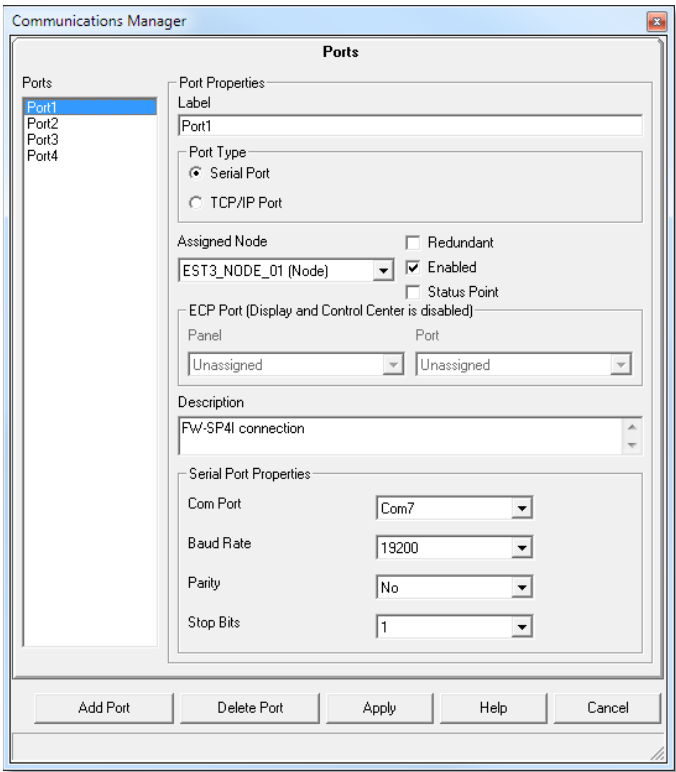 Communications Manager
Ports
Ports
Port1
Port2
Port3
Port4
Port Properties
Label
Port1
Port Type
Serial Port
TCP/IP Port
Assigned Node
EST3_NODE_01 (Node)
Redundant
Enabled
Status Point
ECP Port (Display and Control Center is disabled)
Panel
Port
Unassigned
Unassigned
Description
FW-SP4I connection
Serial Port Properties
Com Port
Com7
Baud Rate
19200
Parity
No
Stop Bits
1
Add Port
Delete Port
Apply
Help
Cancel